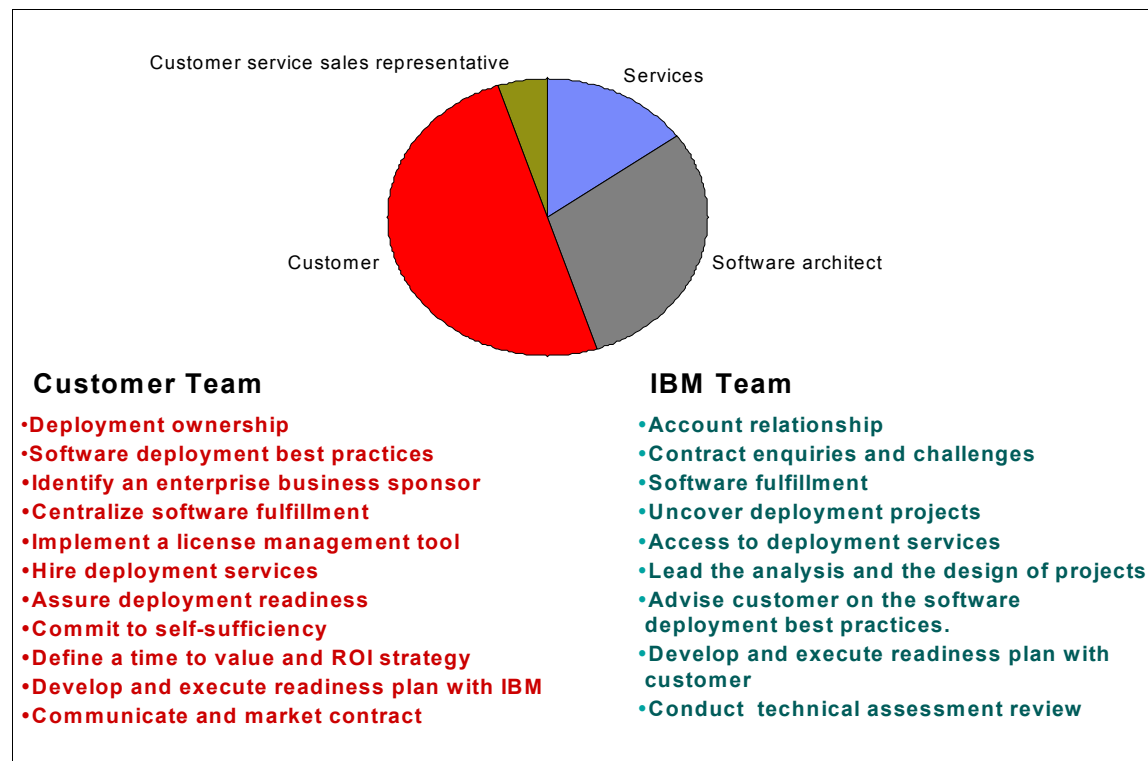 Customer service sales representative
Services
Customer
Software architect
Customer Team
•Deployment ownership
•Software deployment best practices
•Identify an enterprise business sponsor
•Centralize software fulfillment
•Implement a license management tool
•Hire deployment services
•Assure deployment readiness
•Commit to self-sufficiency
•Define a time to value and ROI strategy
•Develop and execute readiness plan with IBM
•Communicate and market contract
IBM Team
•Account relationship
•Contract enquiries and challenges
•Software fulfillment
•Uncover deployment projects
•Access to deployment services
•Lead the analysis and the design of projects
•Advise customer on the software
deployment best practices.
•Develop and execute readiness plan with
customer
•Conduct technical assessment review